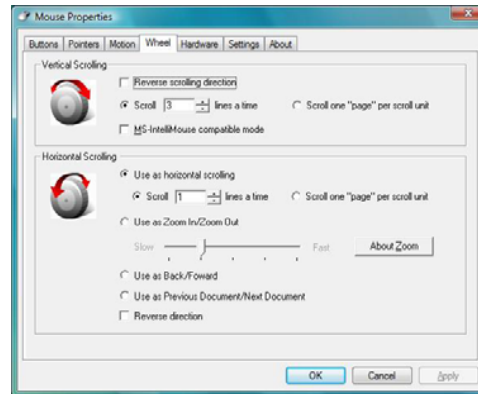 Mouse Properties
Buttons Pointers Motion Wheel Hardware Settings About
Vertical Scrolling
Reverse scrolling direction
Scroll 3 lines a time Scroll one "page" per scroll unit
MS-IntelliMouse compatible mode
Horizontal Scrolling
Use as horizontal scrolling
Scroll 1 lines a time Scroll one "page" per scroll unit
Use as Zoom In/Zoom Out
Slow Fast About Zoom
Use as Back/Foward
Use as Previous Document/Next Document
Reverse direction
OK Cancel Apply